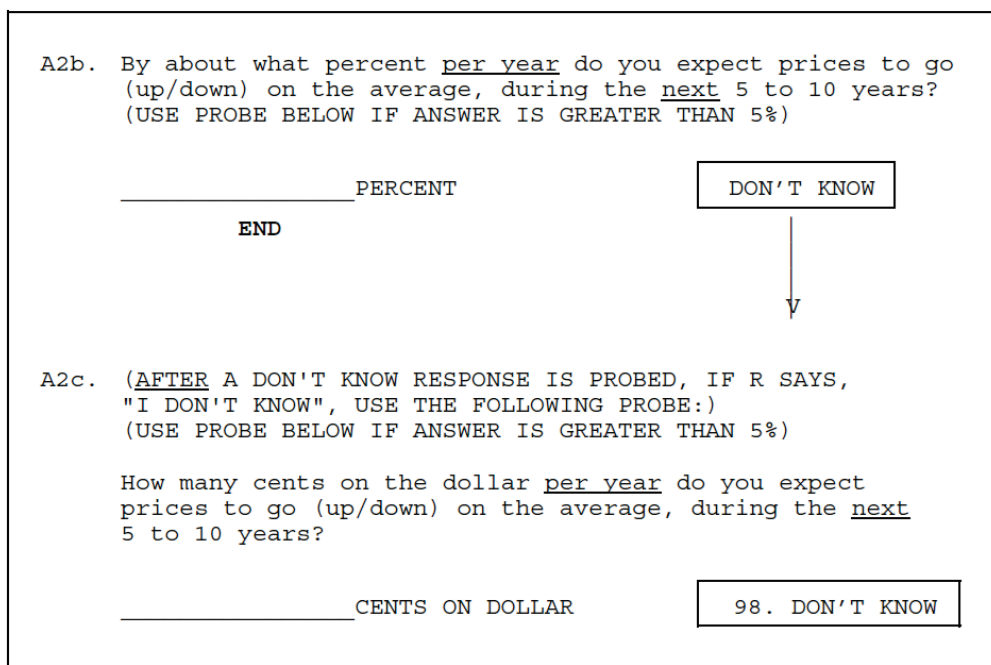 A2b. By about what percent per year do you expect prices to go
(up/down) on the average, during the next 5 to 10 years?
(USE PROBE BELOW IF ANSWER IS GREATER THAN 5%)
__________________PERCENT DON'T KNOW
END
V
A2c. (AFTER A DON'T KNOW RESPONSE IS PROBED, IF R SAYS,
"I DON'T KNOW", USE THE FOLLOWING PROBE:)
(USE PROBE BELOW IF ANSWER IS GREATER THAN 5%)
How many cents on the dollar per year do you expect
prices to go (up/down) on the average, during the next
5 to 10 years?
__________________CENTS ON DOLLAR 98. DON'T KNOW